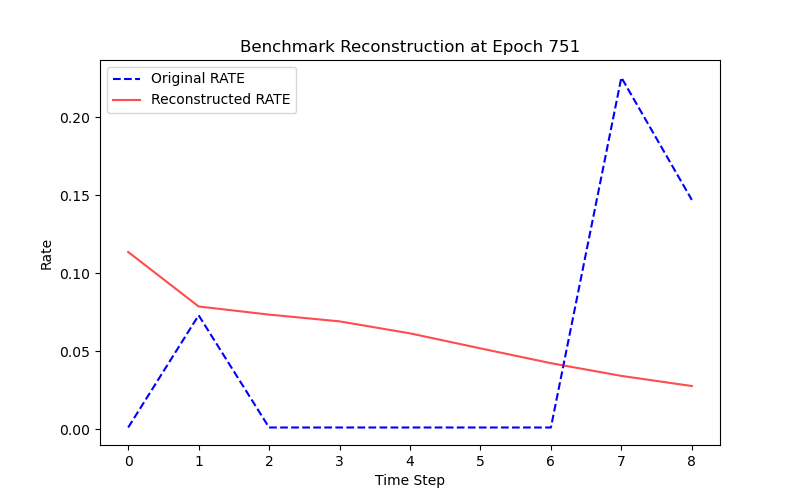 Benchmark Reconstruction at Epoch 751
Original RATE
Reconstructed RATE
Rate
0.20
0.15
0.10
0.05
0.00
0 1 2 3 4 5 6 7 8
Time Step